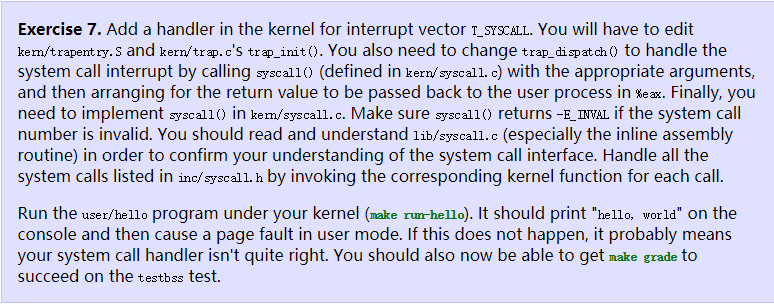 Exercise 7. Add a handler in the kernel for interrupt vector T_SYSCALL. You will have to edit
kern/trapentry.S and kern/trap.c's trap_init(). You also need to change trap_dispatch() to handle the
system call interrupt by calling syscall() (defined in kern/syscall.c) with the appropriate arguments,
and then arranging for the return value to be passed back to the user process in %eax. Finally, you
need to implement syscall() in kern/syscall.c. Make sure syscall() returns -E_INVAL if the system call
number is invalid. You should read and understand lib/syscall.c (especially the inline assembly
routine) in order to confirm your understanding of the system call interface. Handle all the
system calls listed in inc/syscall.h by invoking the corresponding kernel function for each call.
Run the user/hello program under your kernel (make run-hello). It should print "hello, world" on the
console and then cause a page fault in user mode. If this does not happen, it probably means
your system call handler isn't quite right. You should also now be able to get make grade to
succeed on the testbss test.